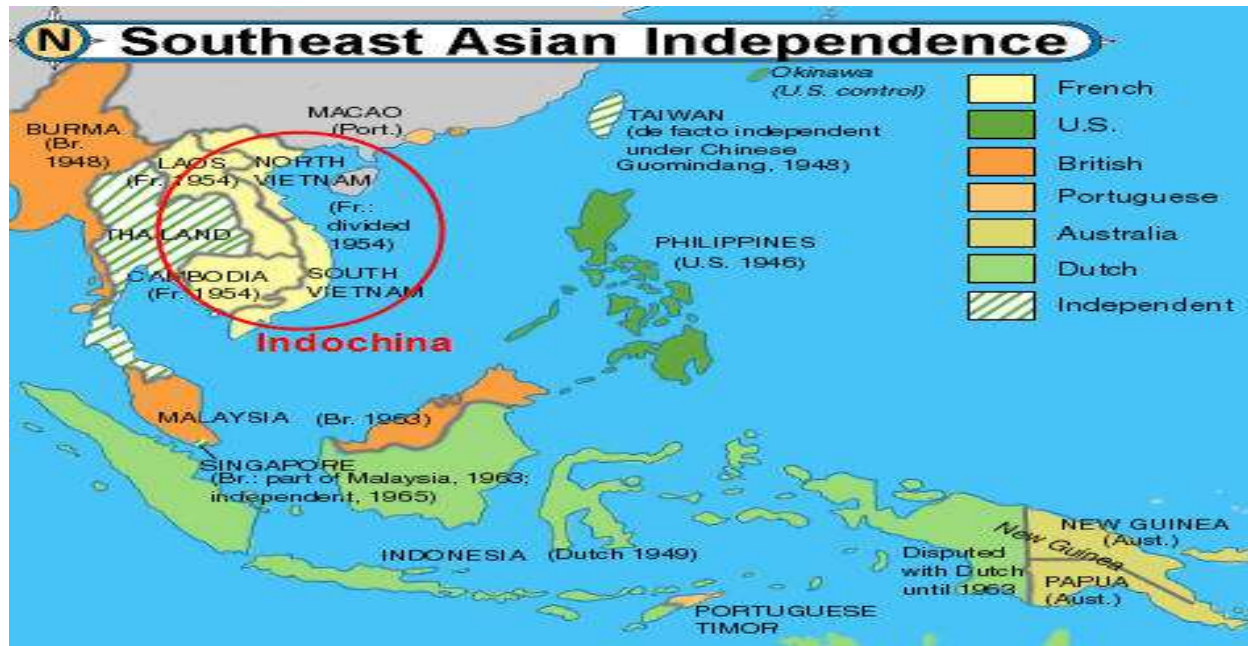 N
Southeast Asian Independence
Okinawa
(U.S. control)
MACAO
(Port.)
TAIWAN
(de facto independent
under Chinese
Guomindang, 1948)
BURMA
(Br.
1948)
LAOS
(Fr. 1954)
NORTH
VIETNAM
(Fr.:
divided
1954)
THAILAND
CAMBODIA
(Fr. 1954)
SOUTH
VIETNAM
Indochina
PHILIPPINES
(U.S. 1946)
French
U.S.
British
Portuguese
Australia
Dutch
Independent
MALAYSIA (Br. 1963)
SINGAPORE
(Br.: part of Malaysia, 1963;
independent, 1965)
INDONESIA (Dutch 1949)
Disputed
with Dutch
until 1963
New Guinea
NEW GUINEA
(Aust.)
PAPUA
(Aust.)
PORTUGUESE
TIMOR